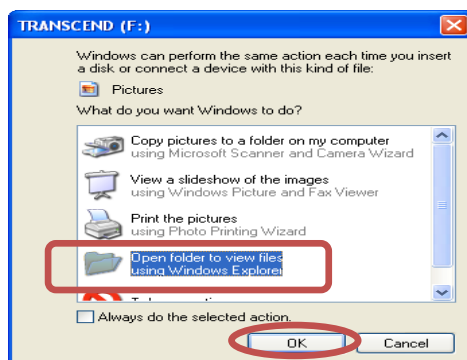 TRANSCEND (F:)
Windows can perform the same action each time you insert
a disk or connect a device with this kind of file:
Pictures
What do you want Windows to do?
Copy pictures to a folder on my computer
using Microsoft Scanner and Camera Wizard
View a slideshow of the images
using Windows Picture and Fax Viewer
Print the pictures
using Photo Printing Wizard
Open folder to view files
using Windows Explorer
Always do the selected action.
OK
Cancel